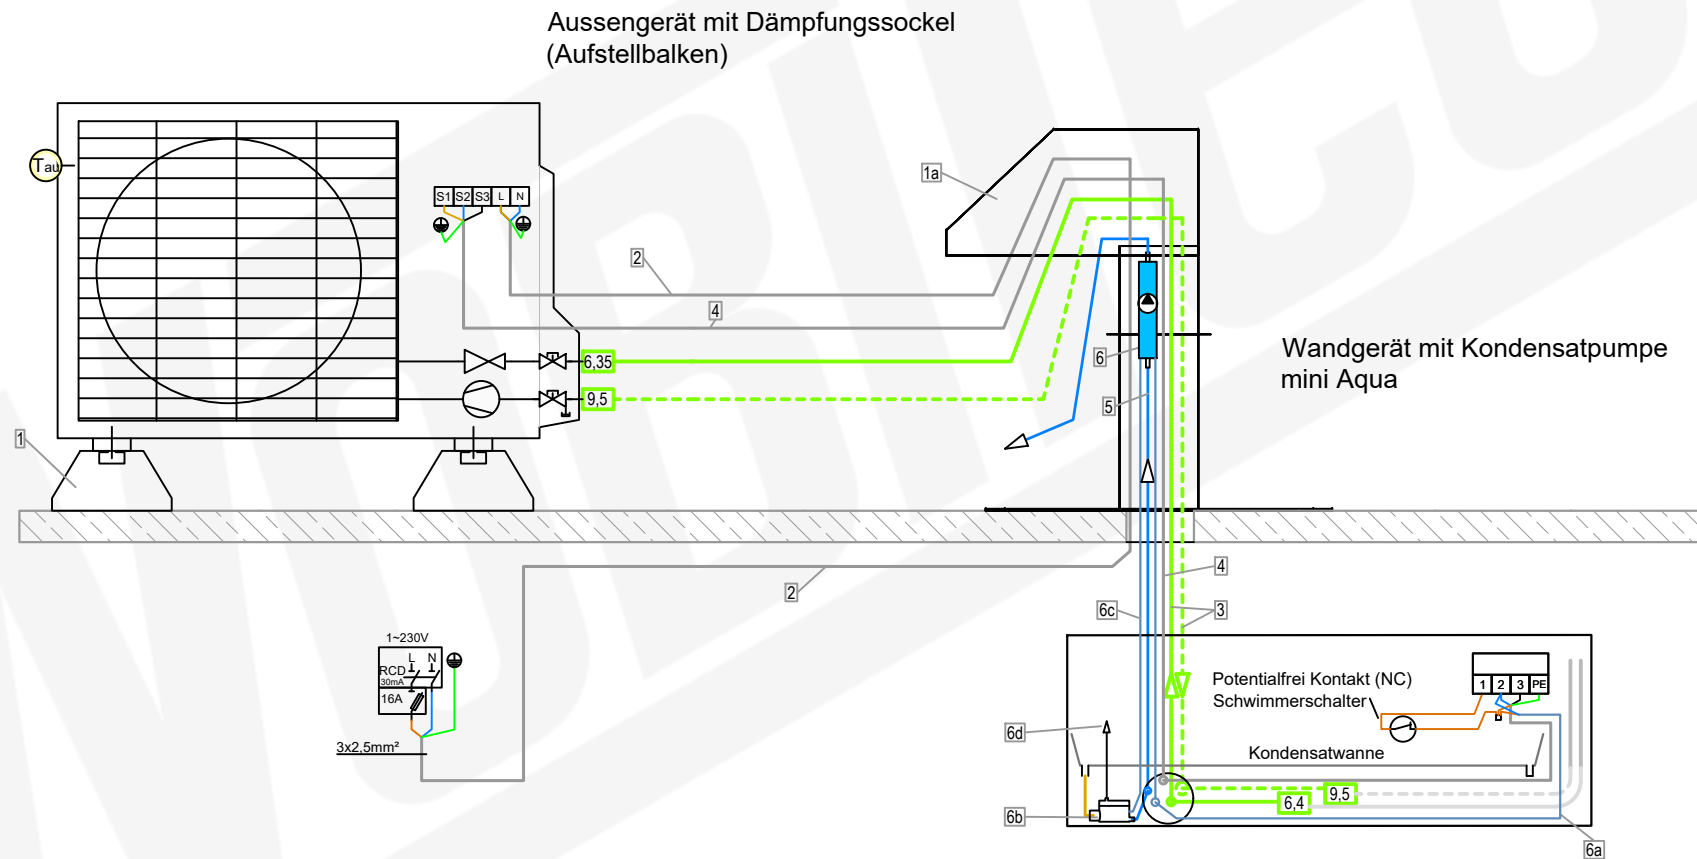 Aussengerät mit Dämpfungssockel
(Aufstellbalken)
Tau
S1 S2 S3 L N
1a
2
4
6,35
9,5
6
5
1
Wandgerät mit Kondensatpumpe
mini Aqua
4
2
6c
3
1~230V
L N
RCD
30mA
16A
3x2,5mm²
Potentialfrei Kontakt (NC)
Schwimmerschalter
1 2 3 PE
6d
Kondensatwanne
9,5
6,4
6b
6a